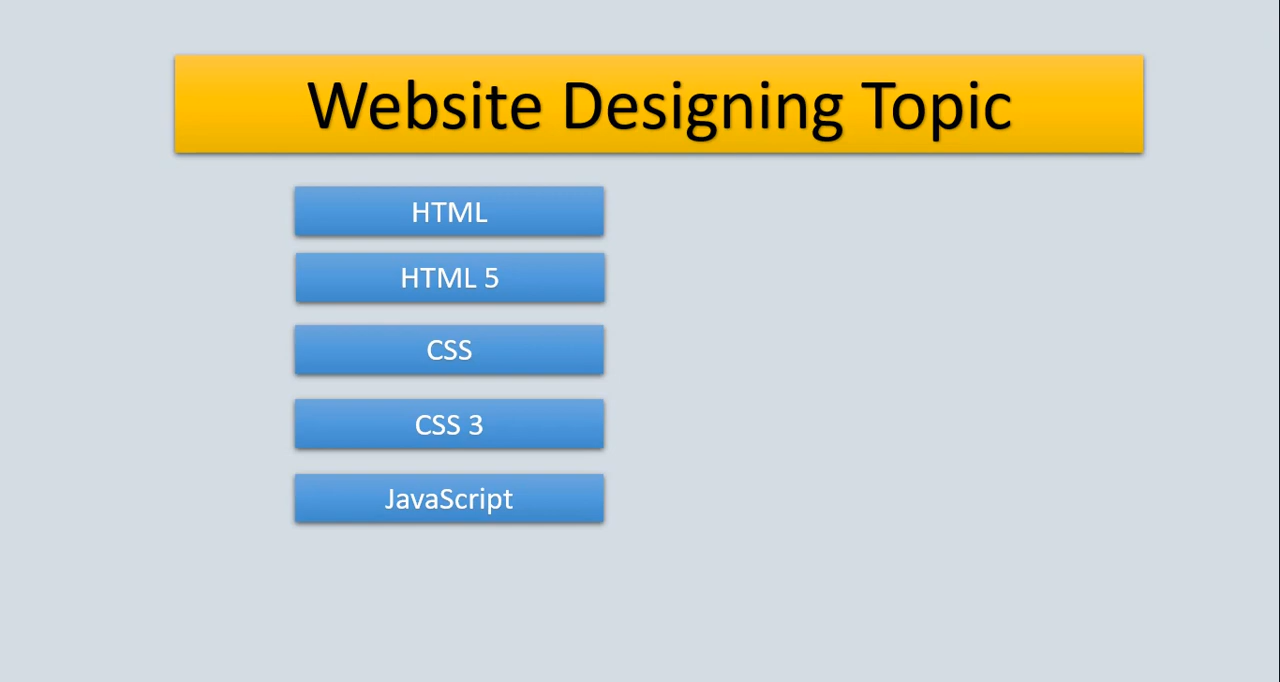 Website Designing Topic
HTML
HTML 5
CSS
CSS 3
JavaScript